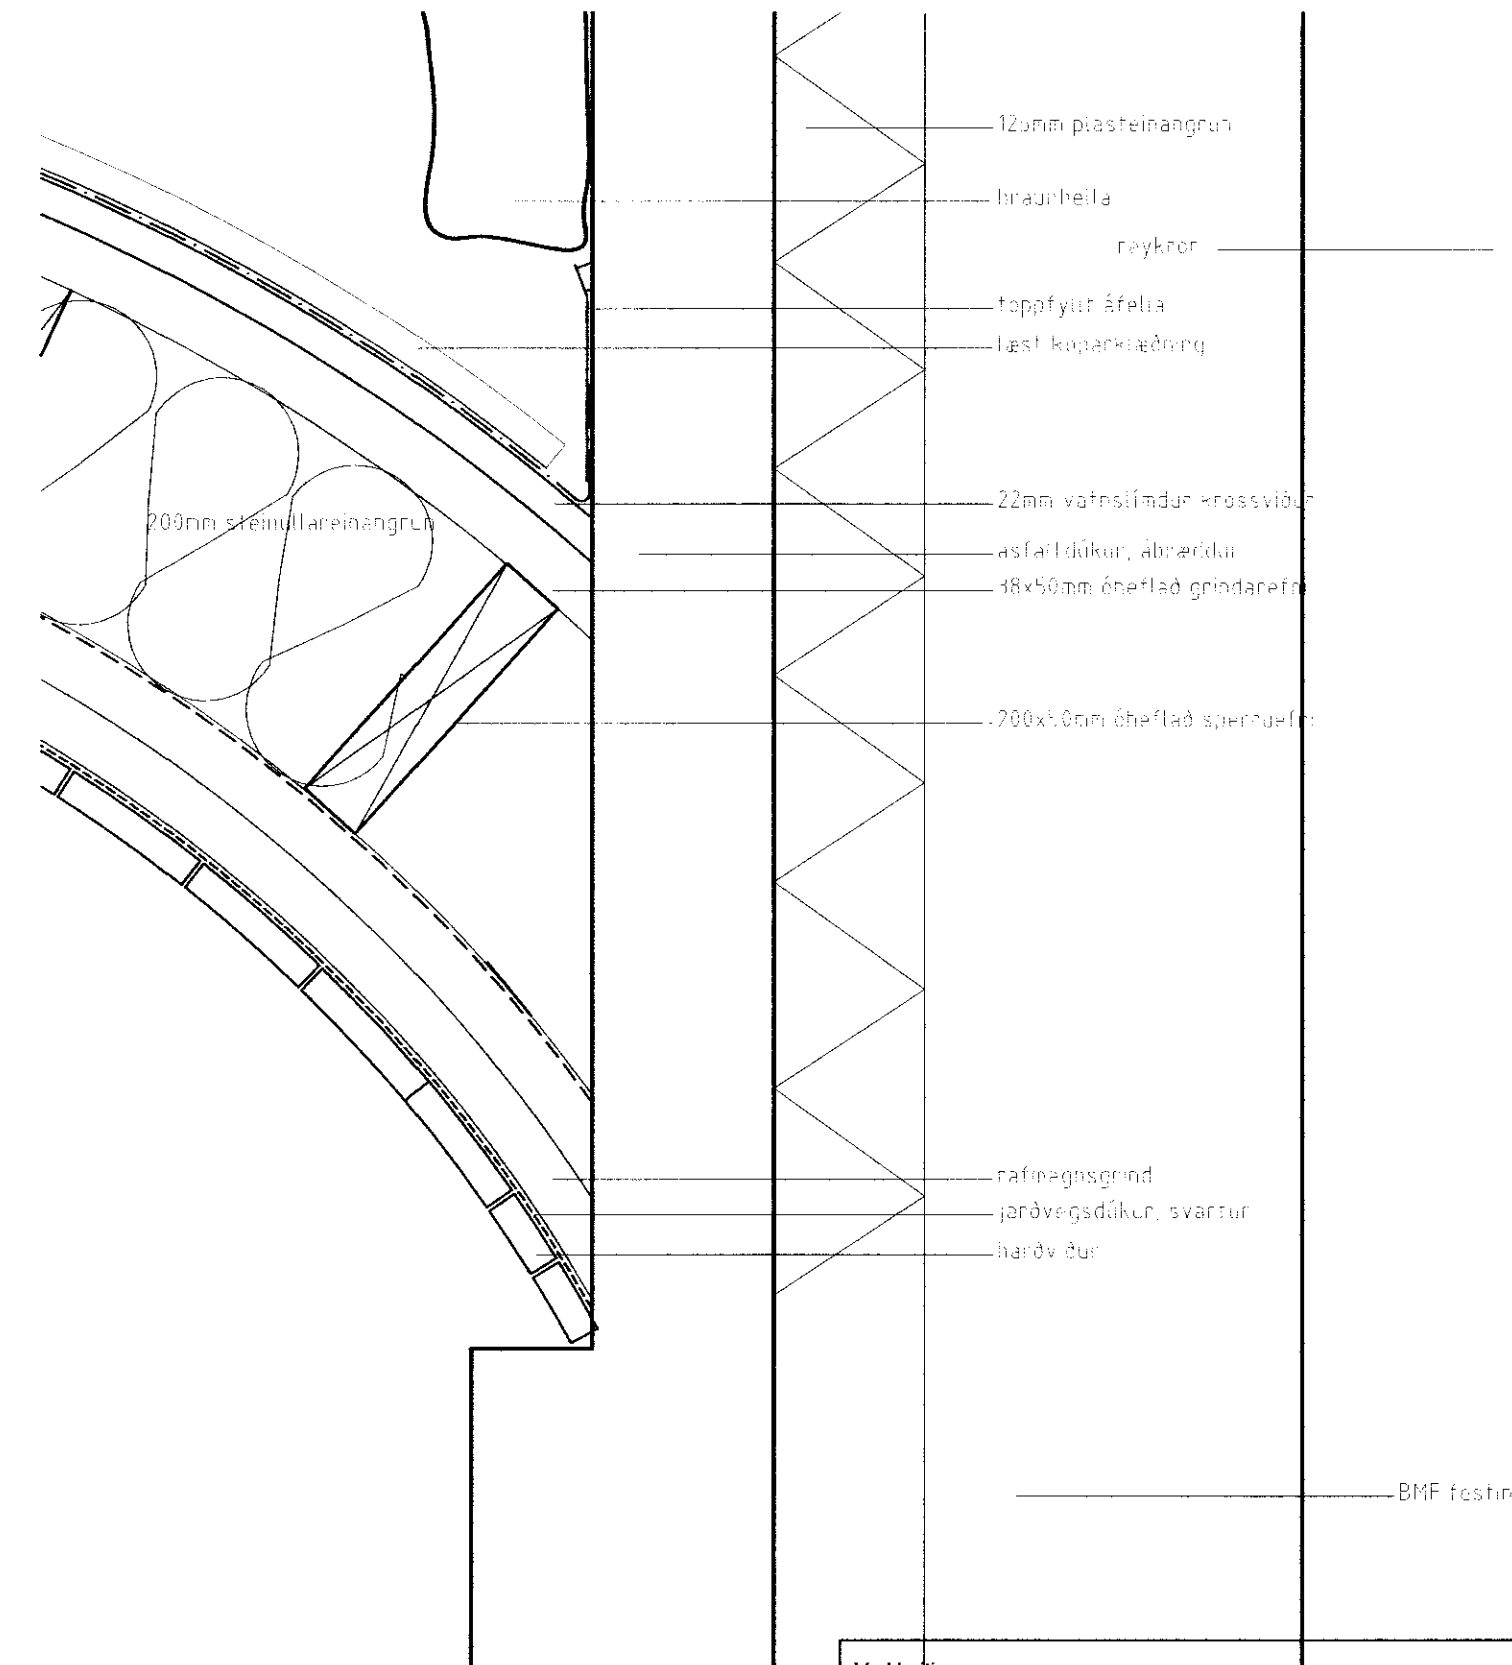 125mm plasteinangrun
hraunhella
reykrör
toppfyllt áfella
læst koparklæðning
22mm vatnslímdur krossviður
200mm steinullareinangrun
asfaltdúkur, ábræddur
38x50mm óheflað grindarefni
200x50mm óheflað sperruefni
rafmagnsgrind
jarðvegsdúkur, svartur
harðviður
BMF festin